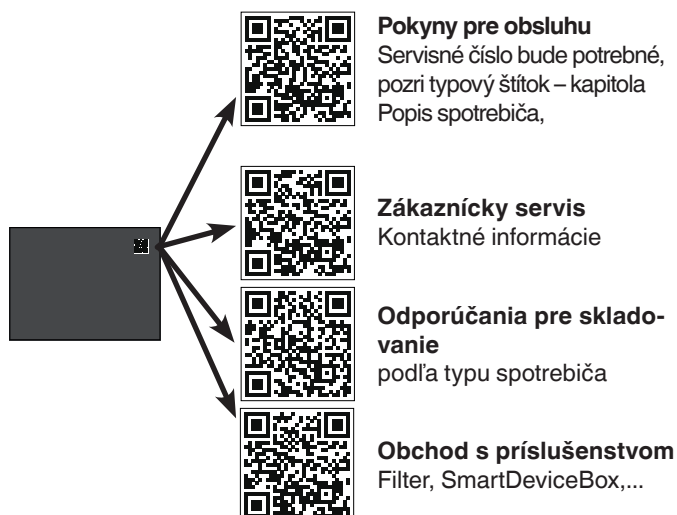 Pokyny pre obsluhu
Servisné číslo bude potrebné,
pozri typový štítok – kapitola
Popis spotrebiča,
Zákaznícky servis
Kontaktné informácie
Odporúčania pre sklado-
vanie
podľa typu spotrebiča
Obchod s príslušenstvom
Filter, SmartDeviceBox,...